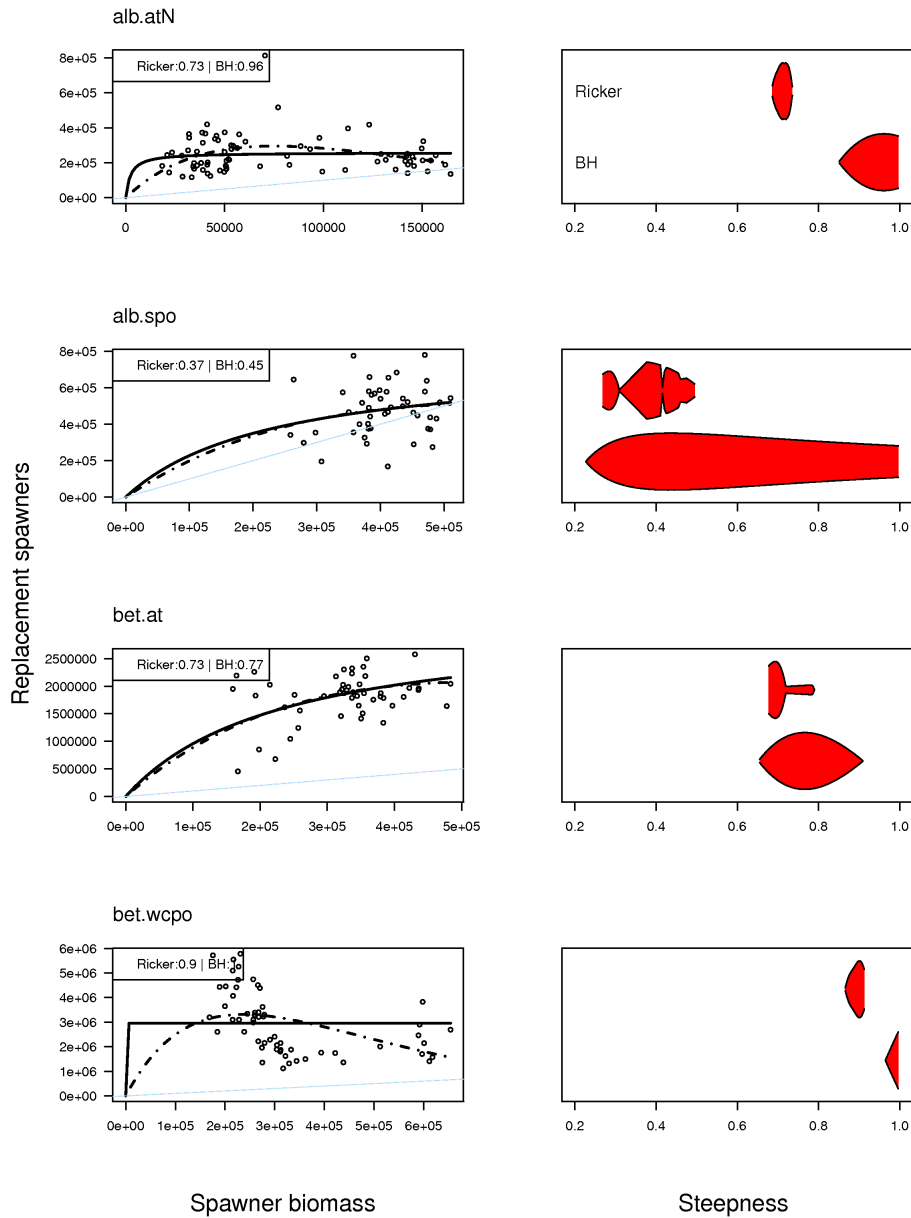 alb.atN
Ricker:0.73 | BH:0.96
8e+05
6e+05
4e+05
2e+05
0e+00
0 50000 100000 150000
Ricker
BH
0.2 0.4 0.6 0.8 1.0
alb.spo
Ricker:0.37 | BH:0.45
8e+05
6e+05
4e+05
2e+05
0e+00
0e+00 1e+05 2e+05 3e+05 4e+05 5e+05
0.2 0.4 0.6 0.8 1.0
Replacement spawners
bet.at
Ricker:0.73 | BH:0.77
2500000
2000000
1500000
1000000
500000
0
0e+00 1e+05 2e+05 3e+05 4e+05 5e+05
0.2 0.4 0.6 0.8 1.0
bet.wcpo
Ricker:0.9 | BH:1
6e+06
5e+06
4e+06
3e+06
2e+06
1e+06
0e+00
0e+00 1e+05 2e+05 3e+05 4e+05 5e+05 6e+05
0.2 0.4 0.6 0.8 1.0
Spawner biomass
Steepness